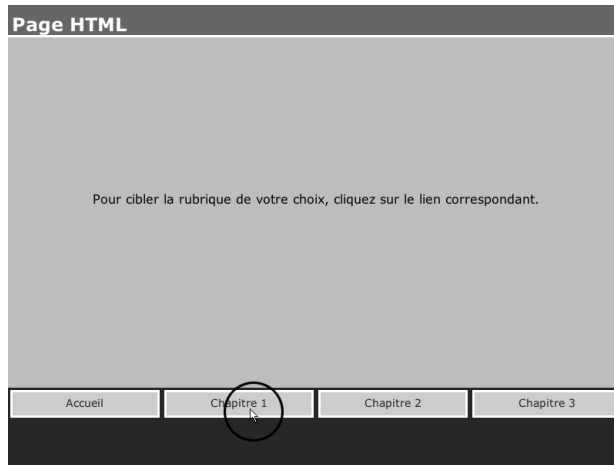 Page HTML
Pour cibler la rubrique de votre choix, cliquez sur le lien correspondant.
Accueil
Chapitre 1
Chapitre 2
Chapitre 3